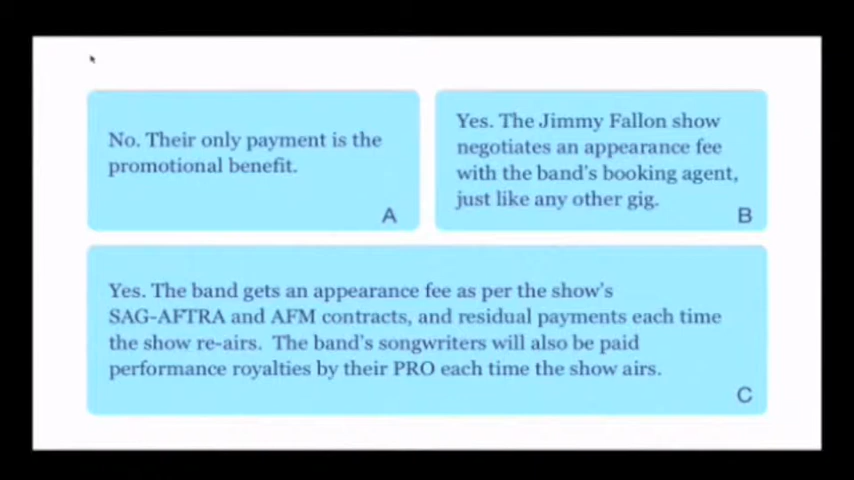 No. Their only payment is the
promotional benefit.
A
Yes. The Jimmy Fallon show
negotiates an appearance fee
with the band's booking agent,
just like any other gig.
B
Yes. The band gets an appearance fee as per the show's
SAG-AFTRA and AFM contracts, and residual payments each time
the show re-airs.  The band's songwriters will also be paid
performance royalties by their PRO each time the show airs.
C